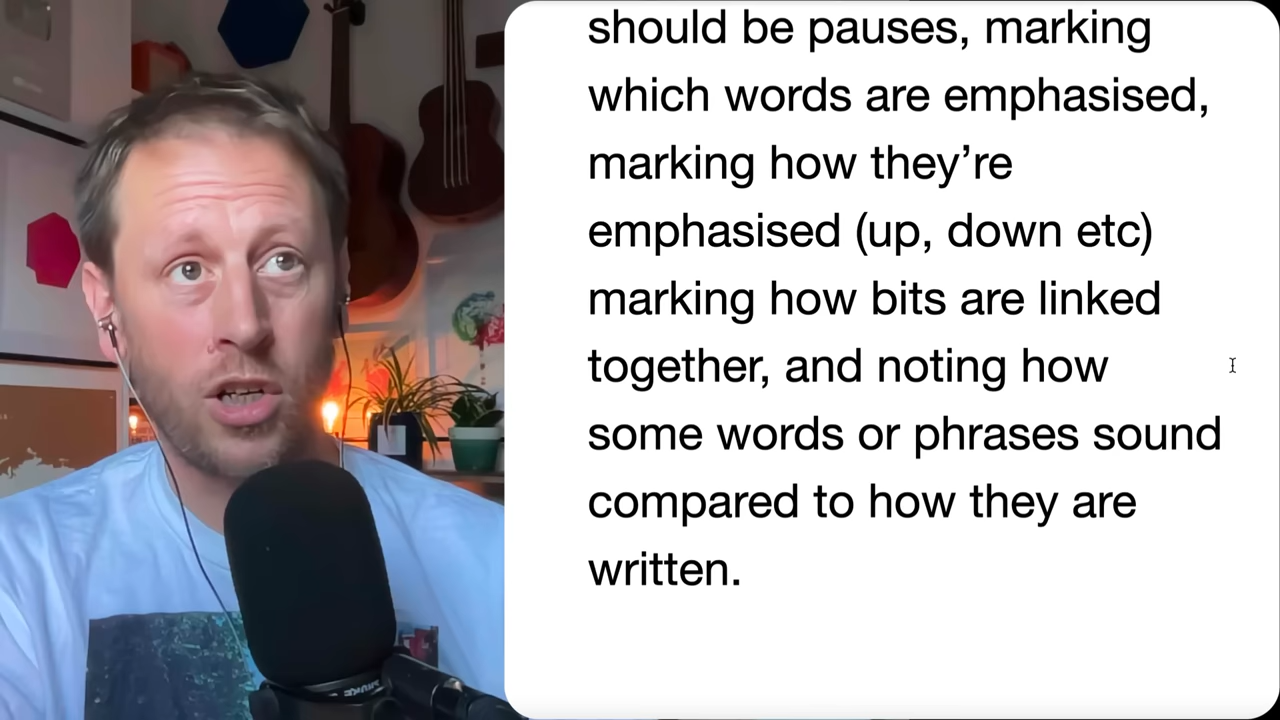 should be pauses, marking
which words are emphasised,
marking how they’re
emphasised (up, down etc)
marking how bits are linked
together, and noting how
some words or phrases sound
compared to how they are
written.